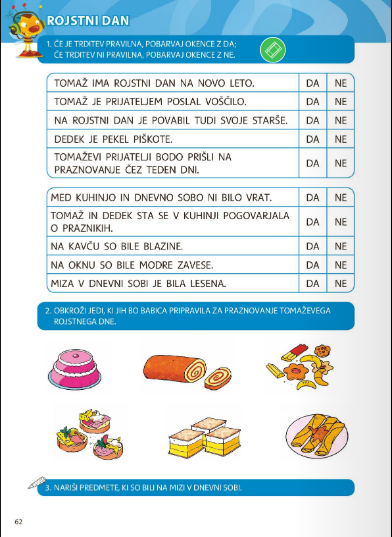 ROJSTNI DAN
1. ČE JE TRDITEV PRAVILNA, POBARVAJ OKENCE Z DA;
ČE TRDITEV NI PRAVILNA, POBARVAJ OKENCE Z NE.
TOMAŽ IMA ROJSTNI DAN NA NOVO LETO. DA NE
TOMAŽ JE PRIJATELJEM POSLAL VOŠČILO. DA NE
NA ROJSTNI DAN JE POVABIL TUDI SVOJE STARŠE. DA NE
DEDEK JE PEKEL PIŠKOTE. DA NE
TOMAŽEVI PRIJATELJI BODO PRIŠLI NA
PRAZNOVANJE ČEZ TEDEN DNI. DA NE
MED KUHINJO IN DNEVNO SOBO NI BILO VRAT. DA NE
TOMAŽ IN DEDEK STA SE V KUHINJI POGOVARJALA
O PRAZNIKIH. DA NE
NA KAVČU SO BILE BLAZINE. DA NE
NA OKNU SO BILE MODRE ZAVESE. DA NE
MIZA V DNEVNI SOBI JE BILA LESENA. DA NE
2. OBKROŽI JEDI, KI JIH BO BABICA PRIPRAVILA ZA PRAZNOVANJE TOMAŽEVEGA
ROJSTNEGA DNE.
3. NARIŠI PREDMETE, KI SO BILI NA MIZI V DNEVNI SOBI.
62